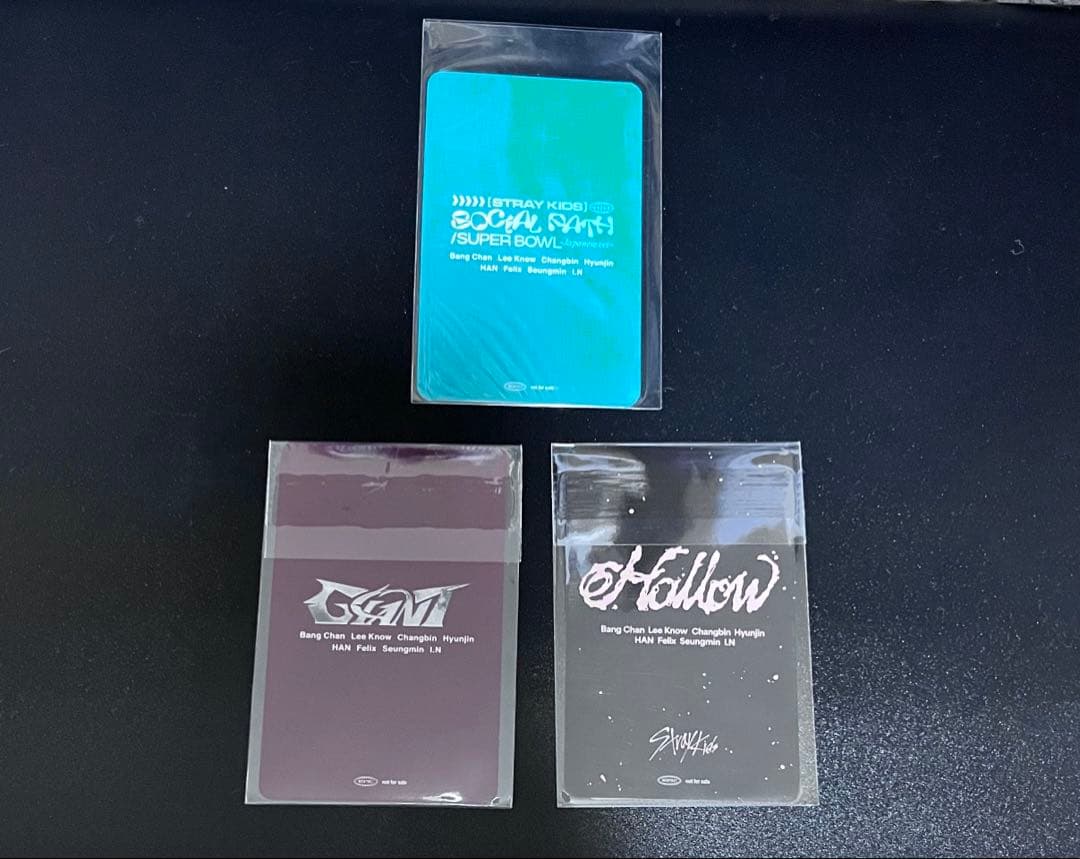 ❯❯❯❯❯[STRAY KIDS]
SOCIAL PATH
/SUPER BOWL -Japanese ver.-
Bang Chan Lee Know Changbin Hyunjin
HAN Felix Seungmin I.N
not for sale
GIANT
Bang Chan Lee Know Changbin Hyunjin
HAN Felix Seungmin I.N
not for sale
Hollow
Bang Chan Lee Know Changbin Hyunjin
HAN Felix Seungmin I.N
Stray Kids
not for sale